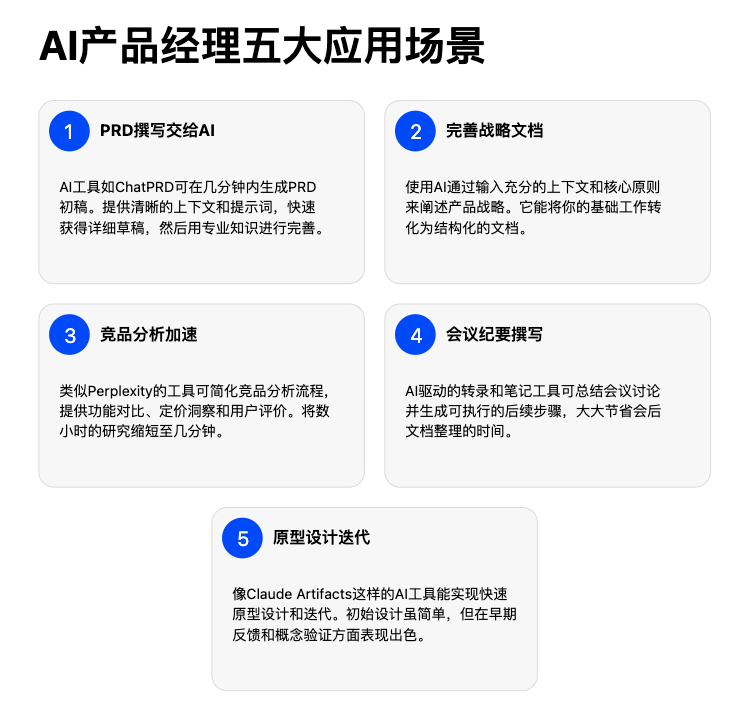 AI产品经理五大应用场景
1 PRD撰写交给AI
AI工具如ChatPRD可在几分钟内生成PRD
初稿。提供清晰的上下文和提示词，快速
获得详细草稿，然后用专业知识进行完善。
2 完善战略文档
使用AI通过输入充分的上下文和核心原则
来阐述产品战略。它能将你的基础工作转
化为结构化的文档。
3 竞品分析加速
类似Perplexity的工具可简化竞品分析流程，
提供功能对比、定价洞察和用户评价。将数
小时的研究缩短至几分钟。
4 会议纪要撰写
AI驱动的转录和笔记工具可总结会议讨论
并生成可执行的后续步骤，大大节省会后
文档整理的时间。
5 原型设计迭代
像Claude Artifacts这样的AI工具能实现快速
原型设计和迭代。初始设计虽简单，但在早期
反馈和概念验证方面表现出色。